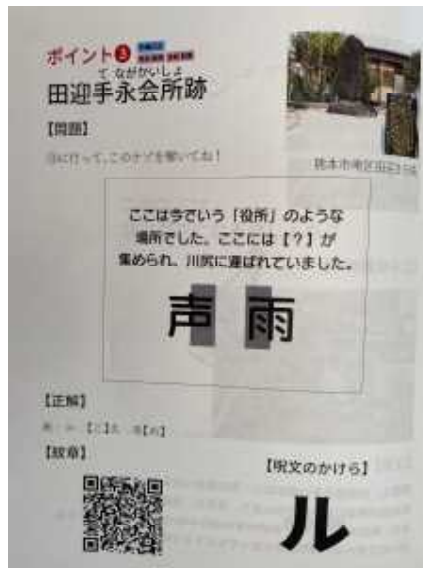 ポイント3
てながかいしょ
田迎手永会所跡
【問題】
ここは今でいう「役所」のような
場所でした。ここには【?】が
集められ、川尻に運ばれていました。
声 雨
【正解】
【紋章】
【呪文のかけら】
ル